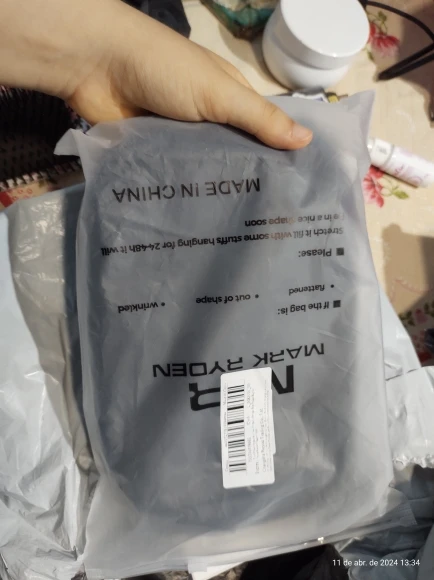 MR
MARK RYDEN
■ If the bag is:
• flattened • out of shape • wrinkled
■ Please:
Stretch it fill with some stuffs hanging for 24-48h it will
in a nice shape soon
MADE IN CHINA
11 de abr. de 2024 13:34